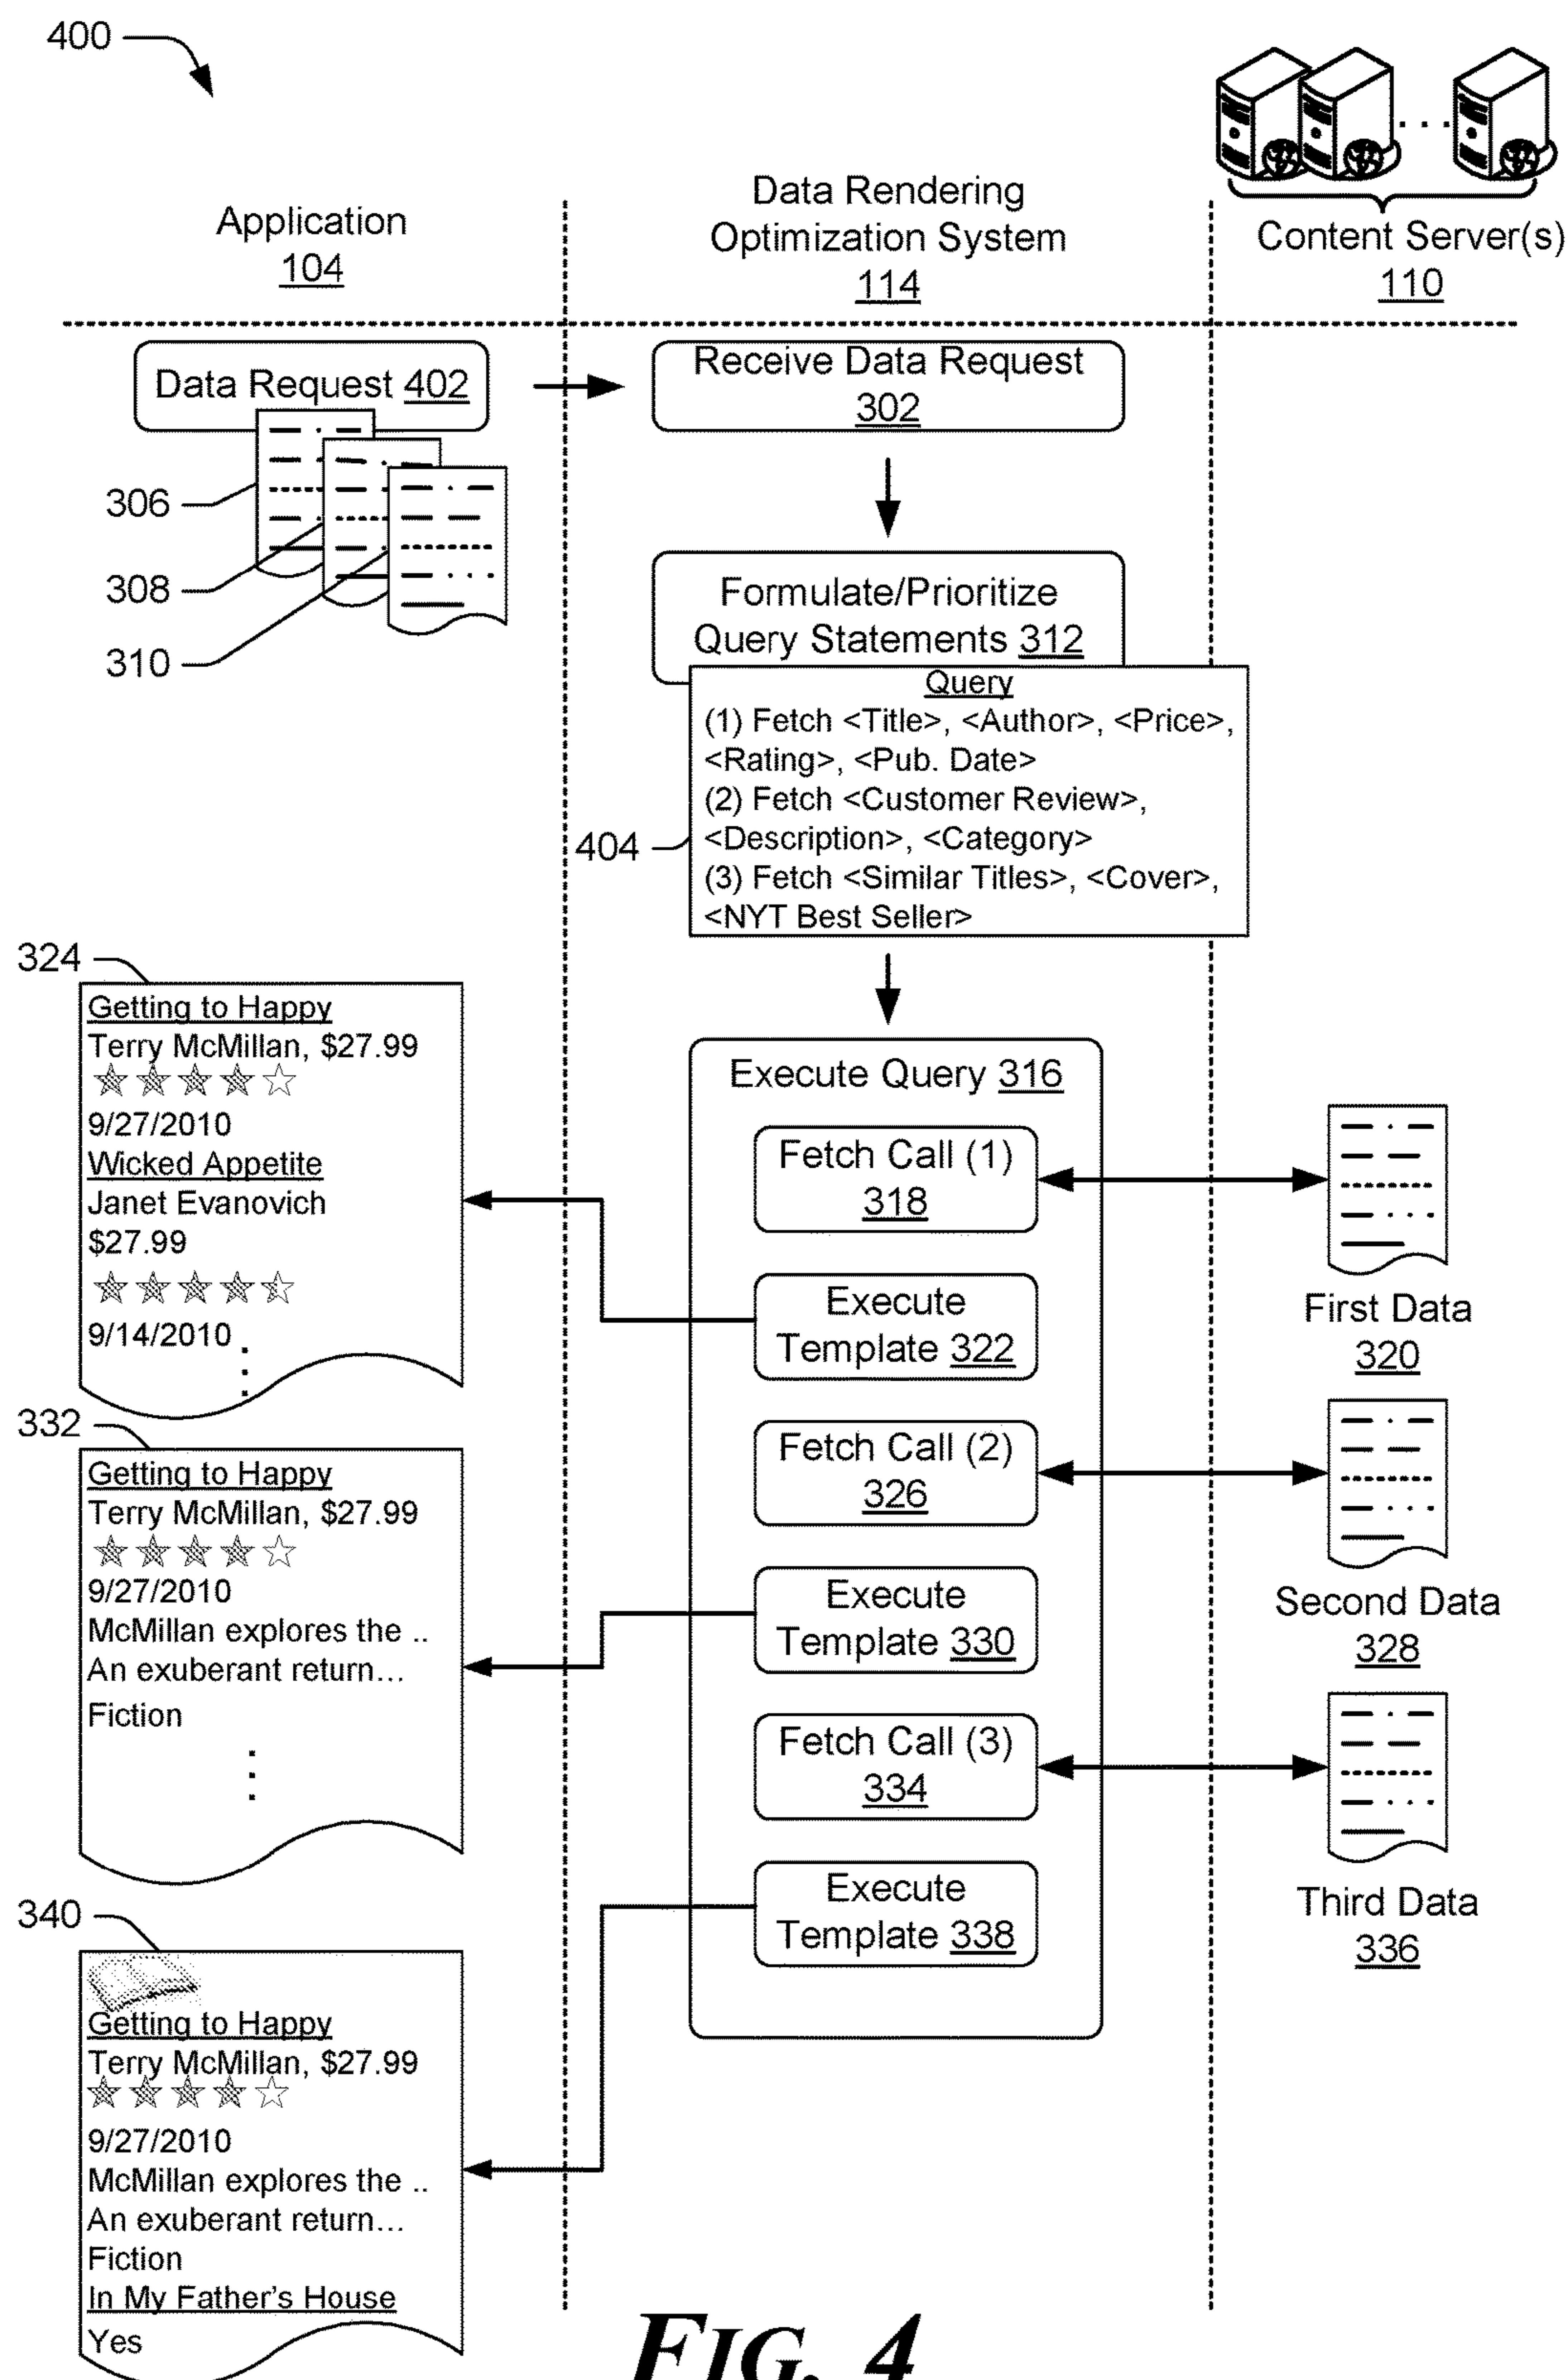 400
Application
104
Data Rendering
Optimization System
114
Content Server(s)
110
Data Request 402
306
308
310
Receive Data Request
302
Formulate/Prioritize
Query Statements 312
Query
(1) Fetch <Title>, <Author>, <Price>,
<Rating>, <Pub. Date>
(2) Fetch <Customer Review>,
<Description>, <Category>
(3) Fetch <Similar Titles>, <Cover>,
<NYT Best Seller>
404
324
Getting to Happy
Terry McMillan, $27.99
9/27/2010
Wicked Appetite
Janet Evanovich
$27.99
9/14/2010
332
Getting to Happy
Terry McMillan, $27.99
9/27/2010
McMillan explores the ..
An exuberant return...
Fiction
340
Getting to Happy
Terry McMillan, $27.99
9/27/2010
McMillan explores the ..
An exuberant return...
Fiction
In My Father's House
Yes
Execute Query 316
Fetch Call (1)
318
Execute
Template 322
Fetch Call (2)
326
Execute
Template 330
Fetch Call (3)
334
Execute
Template 338
First Data
320
Second Data
328
Third Data
336
FIG. 4